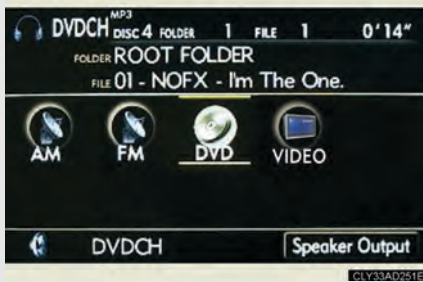 MP3
DVDCH DISC 4 FOLDER 1 FILE 1 0'14"
FOLDER ROOT FOLDER
FILE 01 - NOFX - I'm The One.
AM FM DVD VIDEO
DVDCH Speaker Output
CLY33AD251E